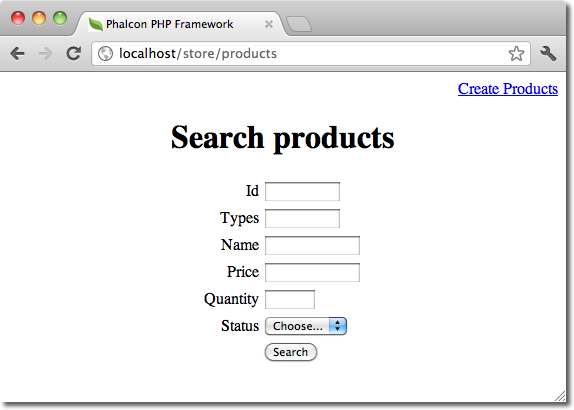 Phalcon PHP Framework
localhost/store/products
Create Products
Search products
Id
Types
Name
Price
Quantity
Status Choose...
Search